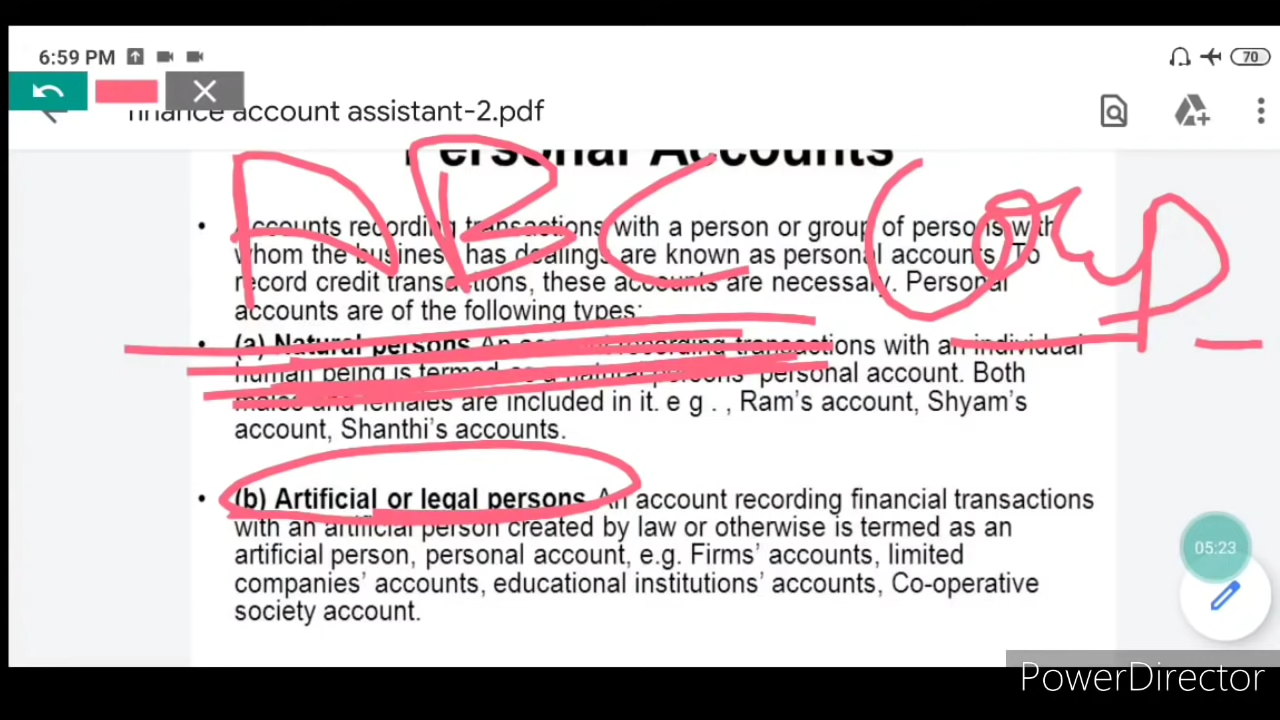 6:59 PM
70
finance account assistant-2.pdf
Personal Accounts
ABC Corp
• Accounts recording transactions with a person or group of persons with
whom the business has dealings are known as personal accounts. To
record credit transactions, these accounts are necessary. Personal
accounts are of the following types:
• (a) Natural persons An account recording transactions with an individual
human being is termed as a natural persons' personal account. Both
males and females are included in it. e g . , Ram's account, Shyam's
account, Shanthi's accounts.
• (b) Artificial or legal persons An account recording financial transactions
with an artificial person created by law or otherwise is termed as an
artificial person, personal account, e.g. Firms' accounts, limited
companies' accounts, educational institutions' accounts, Co-operative
society account.
05:23
PowerDirector